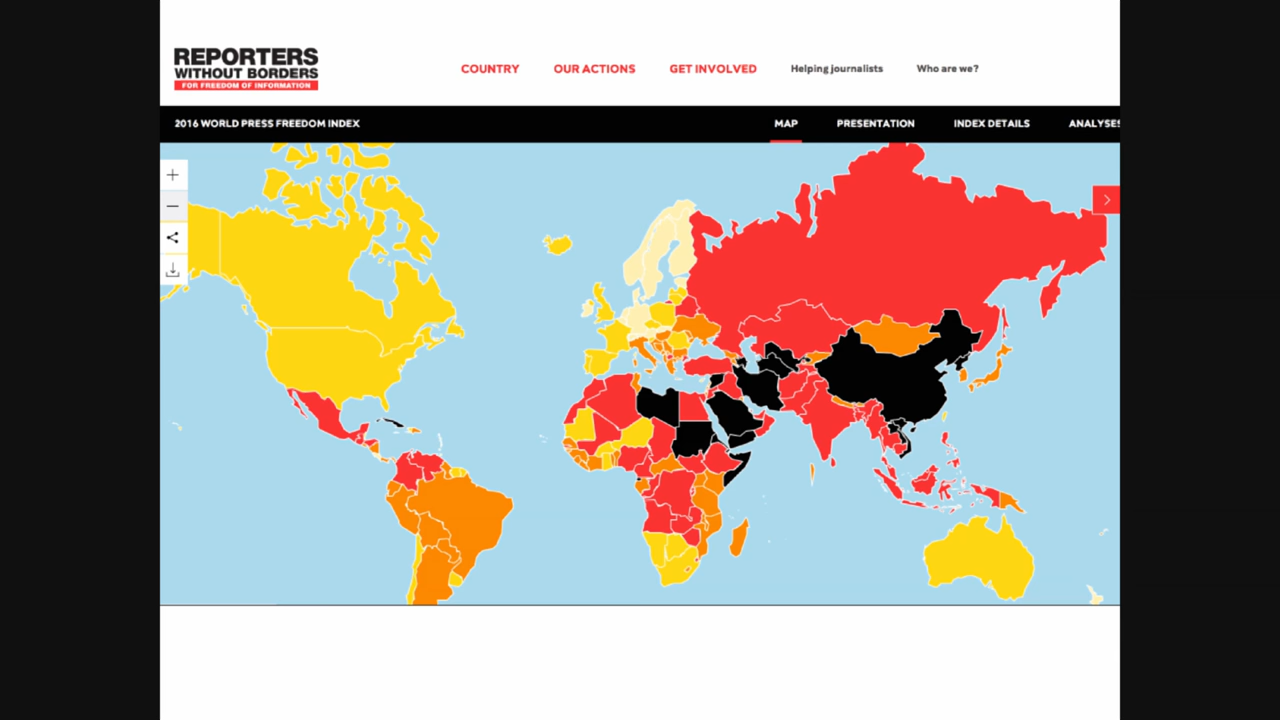 REPORTERS
WITHOUT BORDERS
FOR FREEDOM OF INFORMATION
COUNTRY OUR ACTIONS GET INVOLVED Helping journalists Who are we?
2016 WORLD PRESS FREEDOM INDEX MAP PRESENTATION INDEX DETAILS ANALYSES